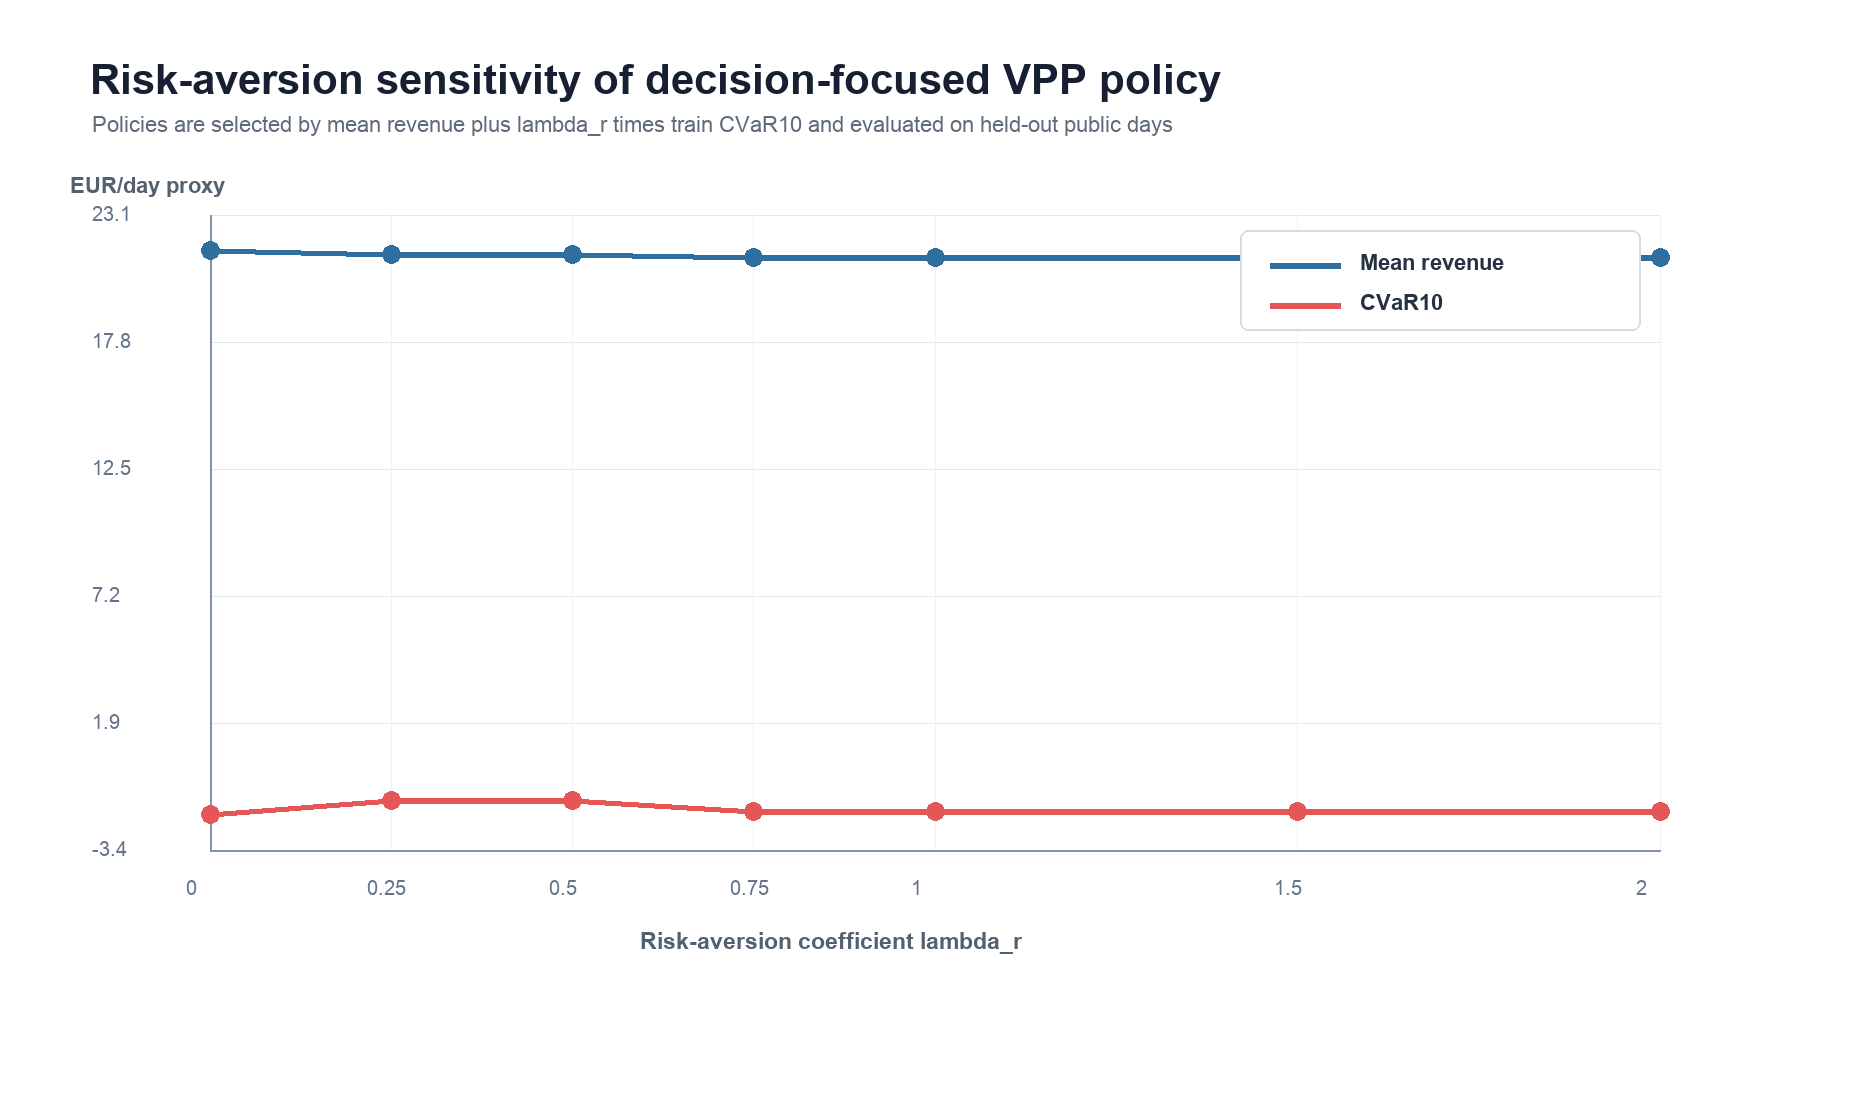 Risk-aversion sensitivity of decision-focused VPP policy
Policies are selected by mean revenue plus lambda_r times train CVaR10 and evaluated on held-out public days
EUR/day proxy
23.1
17.8
12.5
7.2
1.9
-3.4
Mean revenue
CVaR10
0 0.25 0.5 0.75 1 1.5 2
Risk-aversion coefficient lambda_r